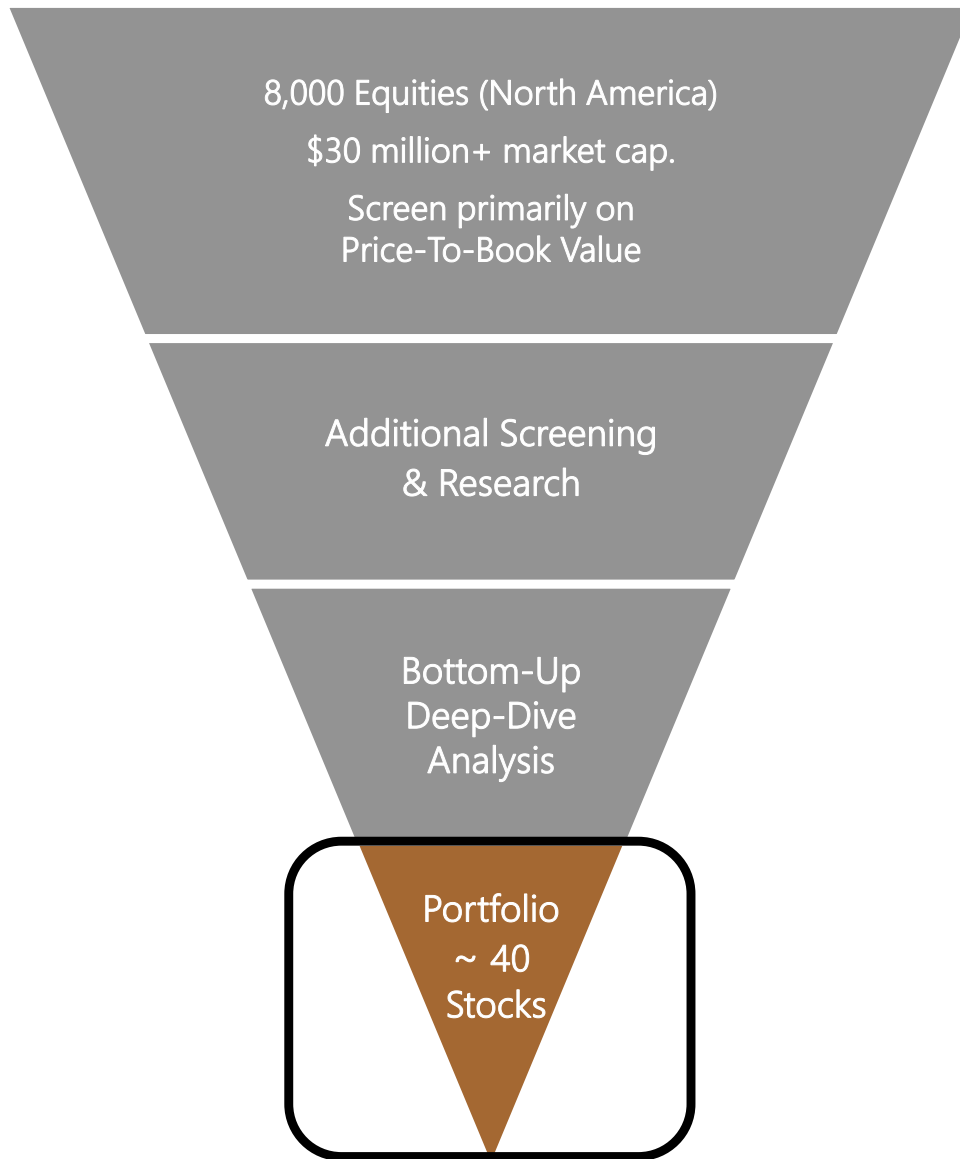 8,000 Equities (North America)
$30 million+ market cap.
Screen primarily on
Price-To-Book Value
Additional Screening
& Research
Bottom-Up
Deep-Dive
Analysis
Portfolio
~ 40
Stocks